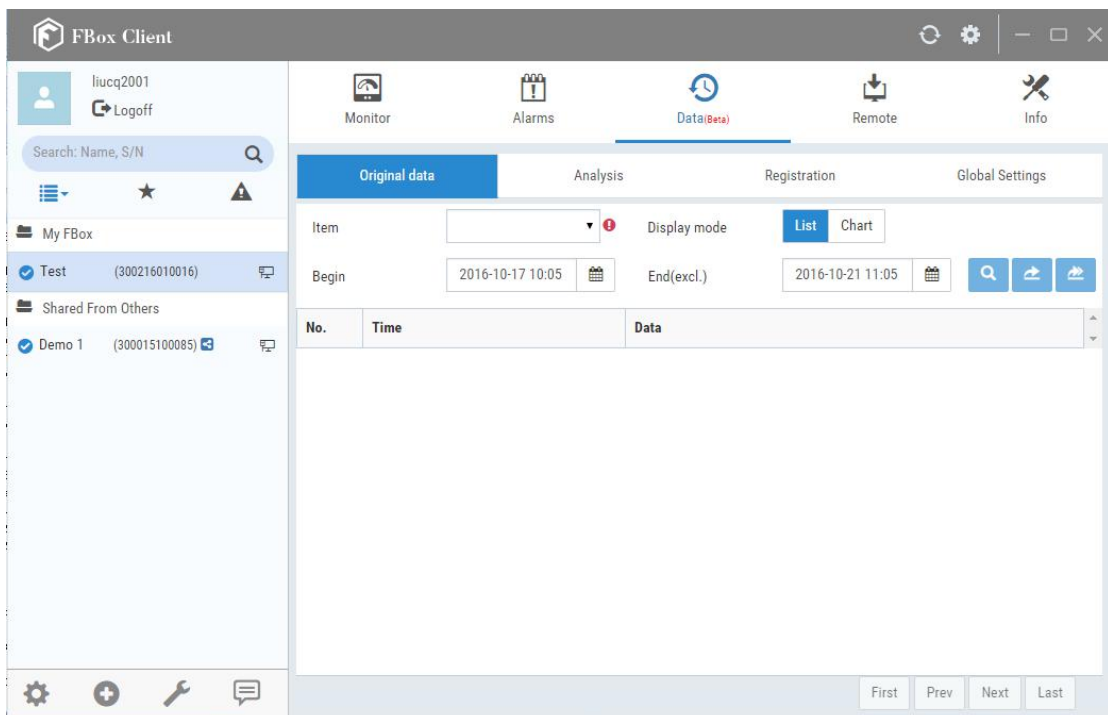 FBox Client
liucq2001
Logoff
Search: Name, S/N
My FBox
Test (300216010016)
Shared From Others
Demo 1 (300015100085)
Monitor Alarms Data(Beta) Remote Info
Original data Analysis Registration Global Settings
Item Display mode List Chart
Begin 2016-10-17 10:05 End(excl.) 2016-10-21 11:05
No. Time Data
First Prev Next Last